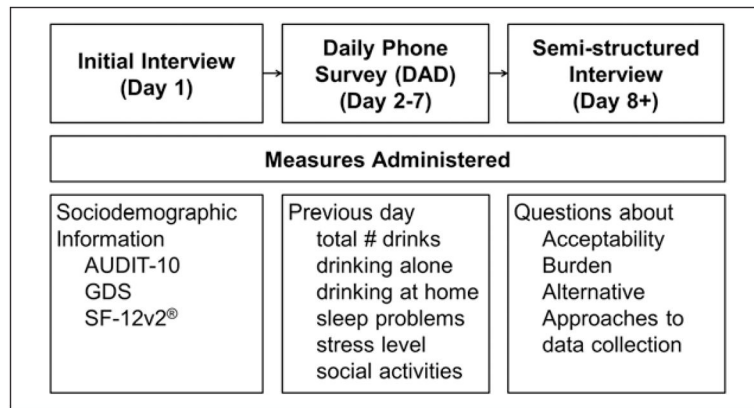 Initial Interview
(Day 1)
Daily Phone
Survey (DAD)
(Day 2-7)
Semi-structured
Interview
(Day 8+)
Measures Administered
Sociodemographic
Information
AUDIT-10
GDS
SF-12v2®
Previous day
total # drinks
drinking alone
drinking at home
sleep problems
stress level
social activities
Questions about
Acceptability
Burden
Alternative
Approaches to
data collection